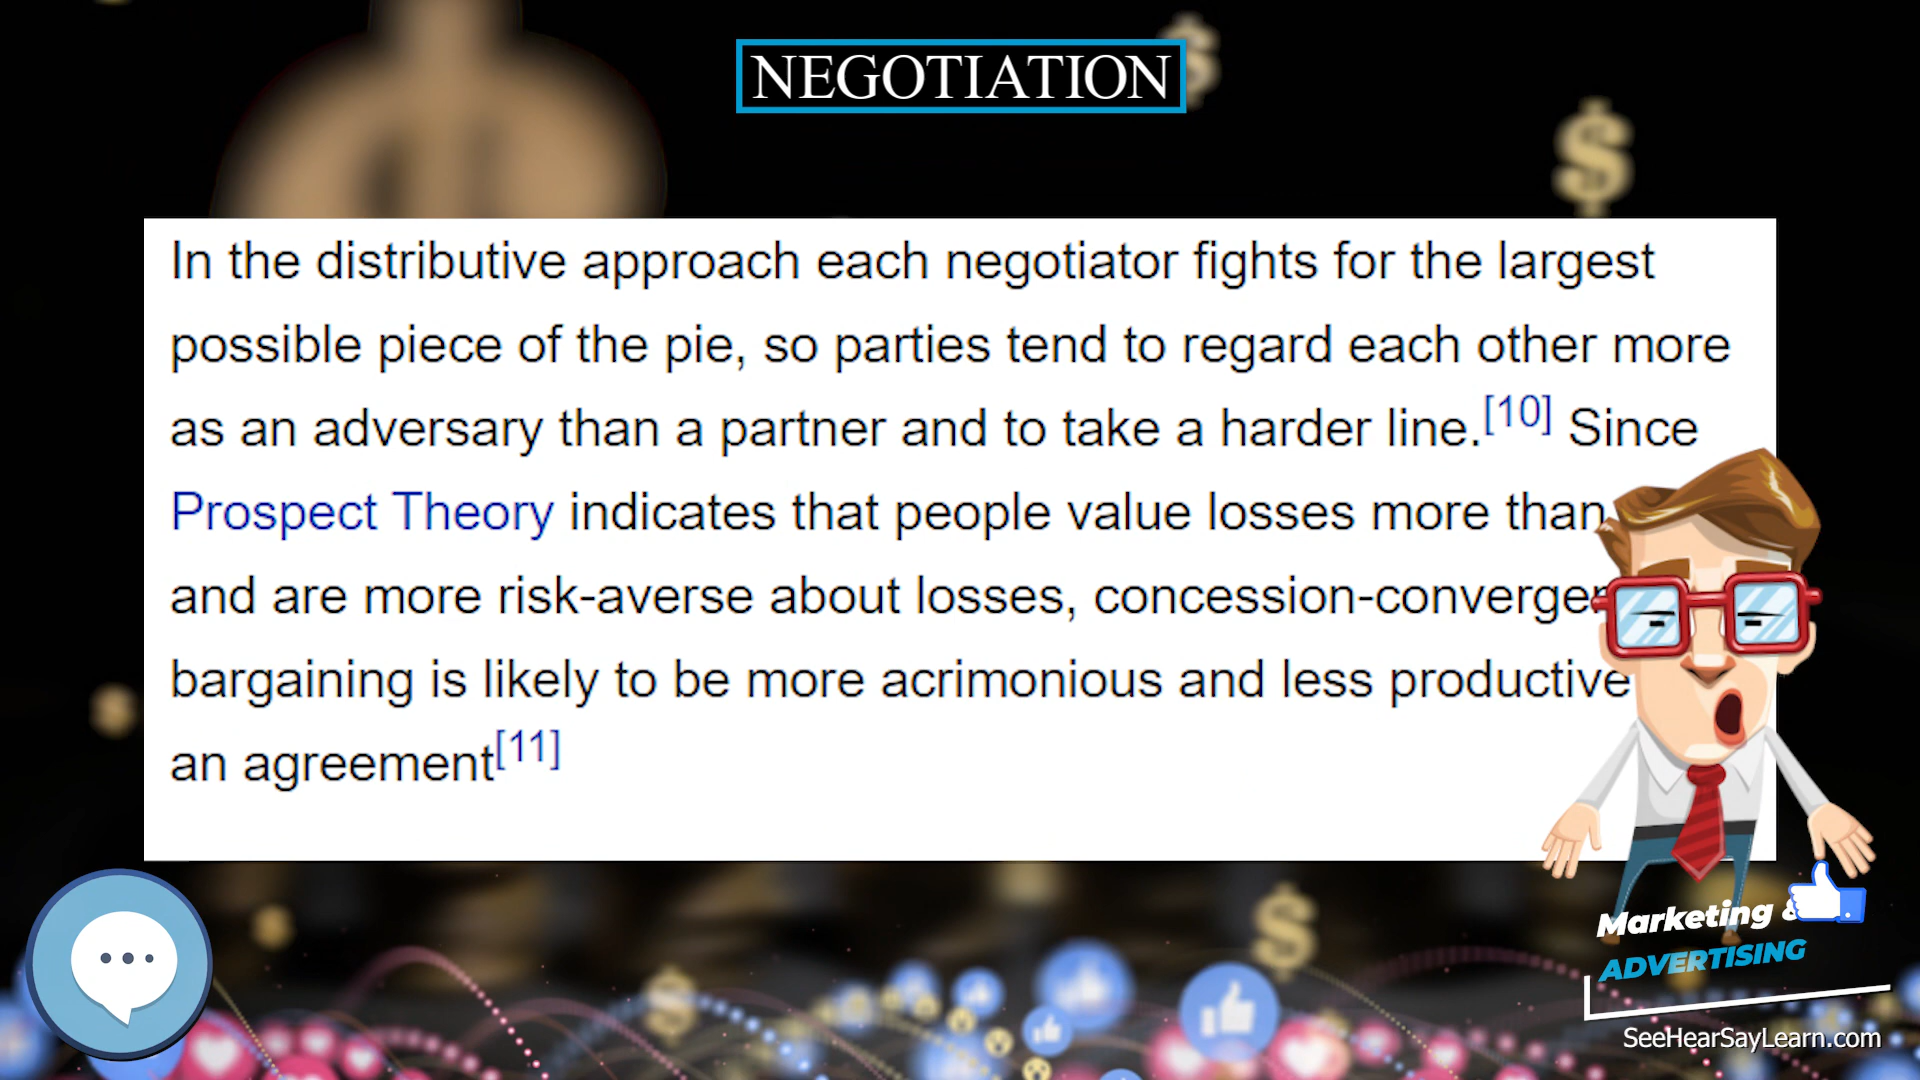 NEGOTIATION
In the distributive approach each negotiator fights for the largest
possible piece of the pie, so parties tend to regard each other more
as an adversary than a partner and to take a harder line.[10] Since
Prospect Theory indicates that people value losses more than
and are more risk-averse about losses, concession-convergen
bargaining is likely to be more acrimonious and less productive
an agreement[11]
Marketing &
ADVERTISING
SeeHearSayLearn.com